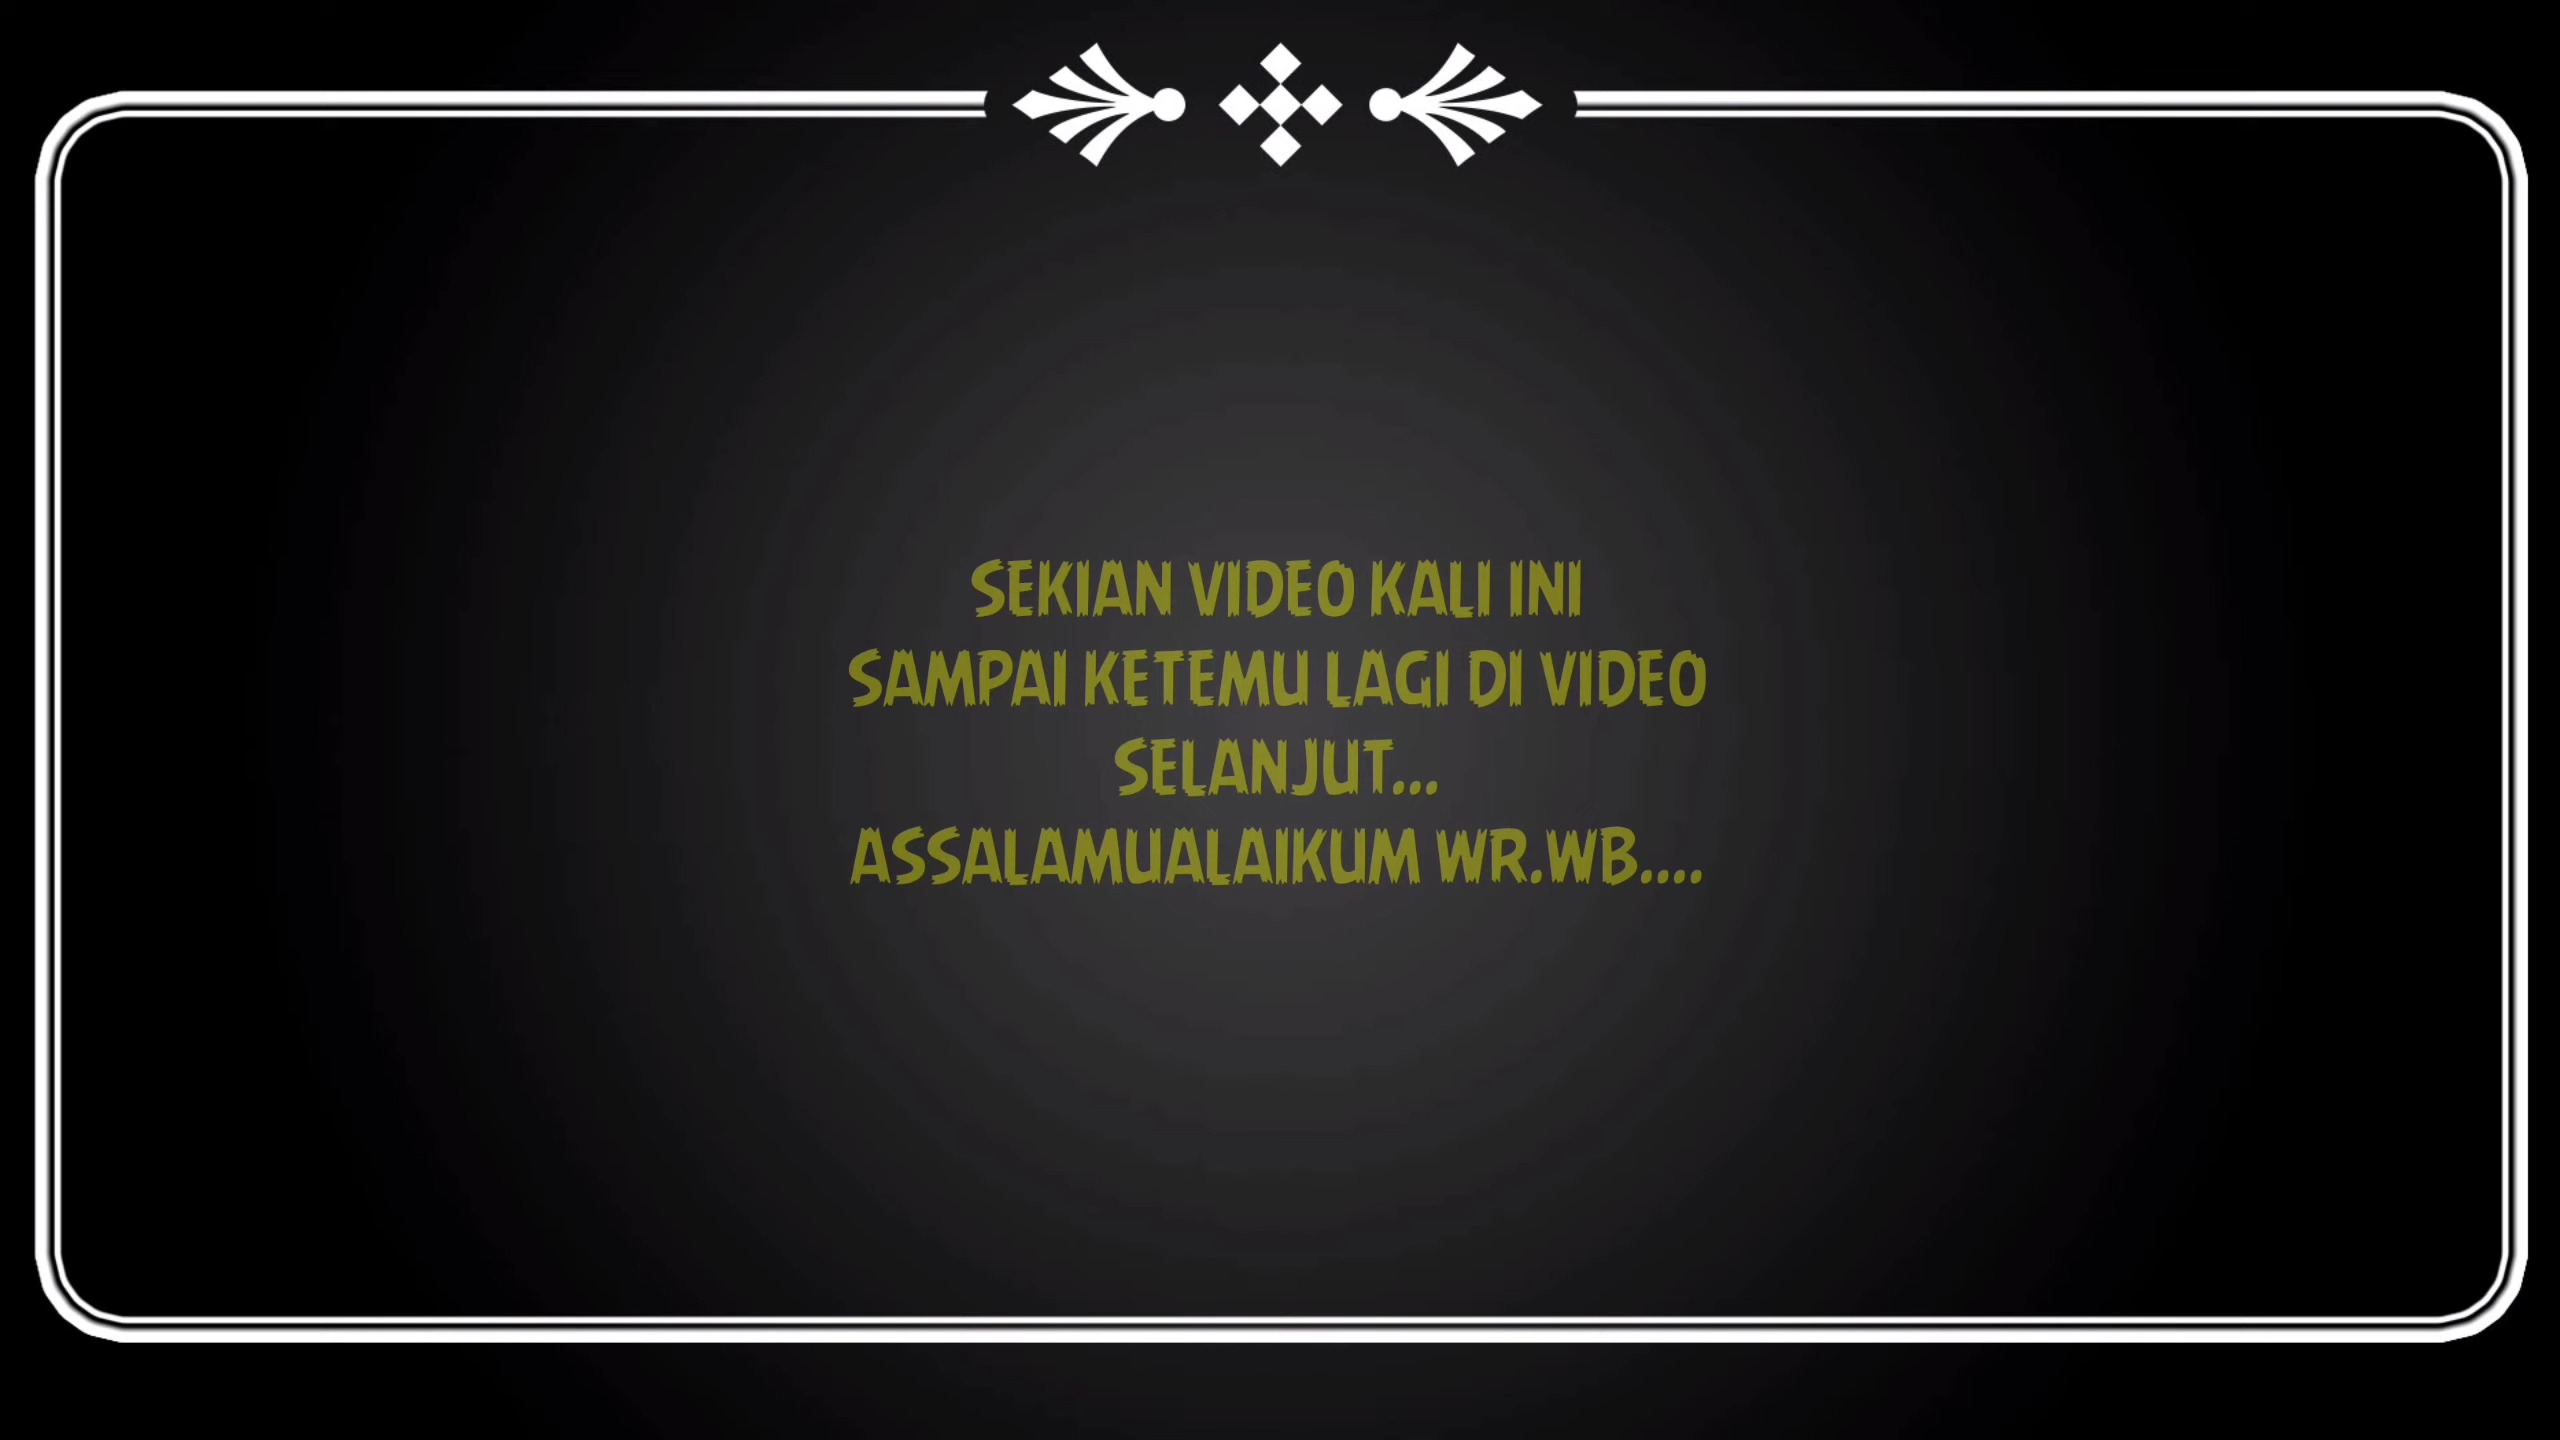 SEKIAN VIDEO KALI INI
SAMPAI KETEMU LAGI DI VIDEO
SELANJUT...
ASSALAMUALAIKUM WR.WB....